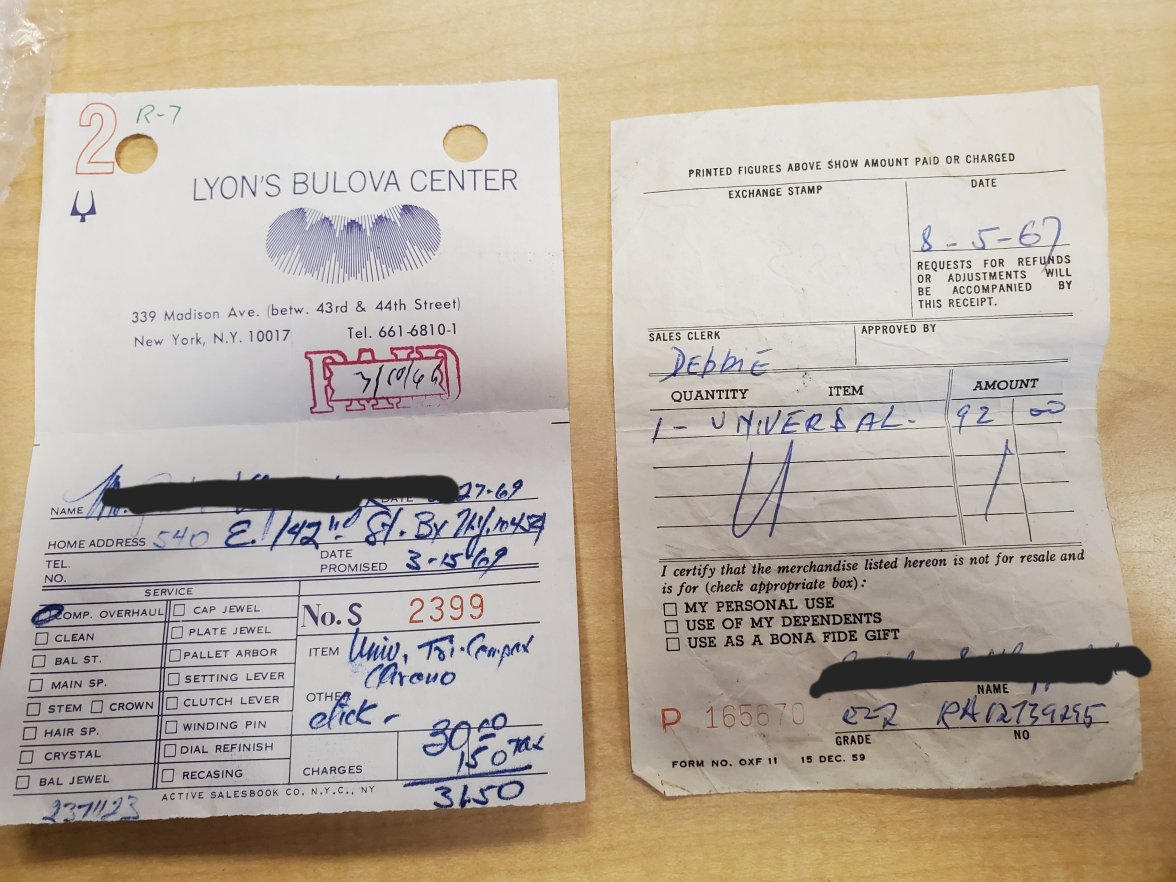 2 R-7
LYON'S BULOVA CENTER
339 Madison Ave. (betw. 43rd & 44th Street)
New York, N.Y. 10017 Tel. 661-6810-1
PAID
3/10/69
NAME DATE 27-69
HOME ADDRESS 540 E. 142nd St. Bx N.Y. 10454
TEL.
NO.
DATE
PROMISED 3-15-69
SERVICE
COMP. OVERHAUL
CLEAN
BAL ST.
MAIN SP.
STEM CROWN
HAIR SP.
CRYSTAL
BAL JEWEL
CAP JEWEL
PLATE JEWEL
PALLET ARBOR
SETTING LEVER
CLUTCH LEVER
WINDING PIN
DIAL REFINISH
RECASING
No. S 2399
ITEM Univ. Tri-Compax
Chrono
OTHER
click -
CHARGES
30.00
1.50 Tax
31.50
ACTIVE SALESBOOK CO. N.Y.C., NY
2371123
PRINTED FIGURES ABOVE SHOW AMOUNT PAID OR CHARGED
EXCHANGE STAMP
DATE
8-5-67
REQUESTS FOR REFUNDS
OR ADJUSTMENTS WILL
BE ACCOMPANIED BY
THIS RECEIPT.
SALES CLERK
DEBBIE
APPROVED BY
QUANTITY ITEM AMOUNT
1 - UNIVERSAL - 92 00
I certify that the merchandise listed hereon is not for resale and
is for (check appropriate box):
MY PERSONAL USE
USE OF MY DEPENDENTS
USE AS A BONA FIDE GIFT
NAME
P 165670
GRADE NO
FORM NO. OXF 11 15 DEC. 59